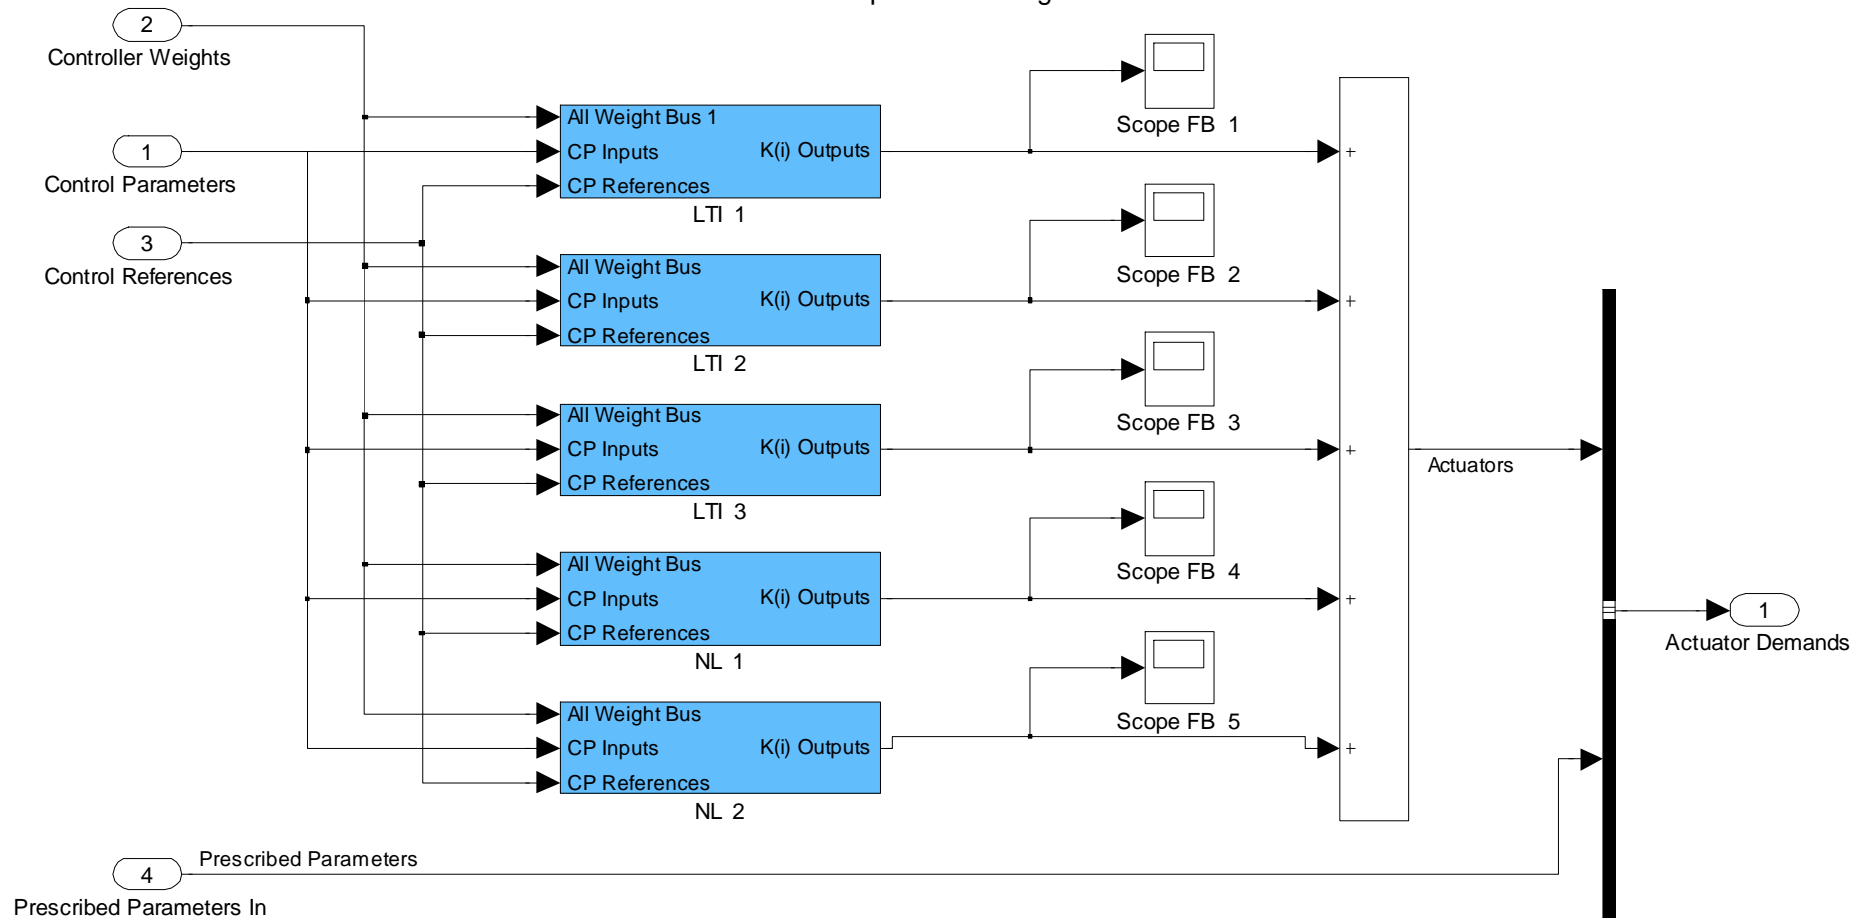 2
Controller Weights
1
Control Parameters
3
Control References
All Weight Bus 1
CP Inputs
CP References
K(i) Outputs
LTI 1
All Weight Bus
CP Inputs
CP References
K(i) Outputs
LTI 2
All Weight Bus
CP Inputs
CP References
K(i) Outputs
LTI 3
All Weight Bus
CP Inputs
CP References
K(i) Outputs
NL 1
All Weight Bus
CP Inputs
CP References
K(i) Outputs
NL 2
Scope FB 1
Scope FB 2
Scope FB 3
Scope FB 4
Scope FB 5
+
+
+
+
+
Actuators
1
Actuator Demands
Prescribed Parameters
4
Prescribed Parameters In